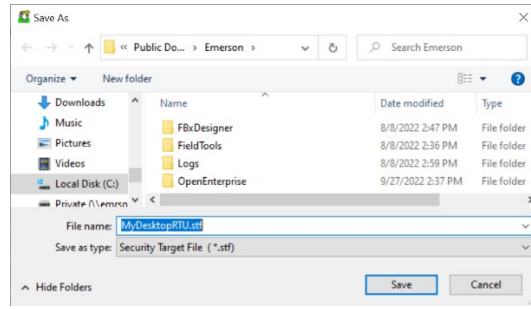 Save As
« Public Do... › Emerson ›
Search Emerson
Organize
New folder
Downloads
Music
Pictures
Videos
Local Disk (C:)
Private (\\emrsn
Name
Date modified
Type
FBxDesigner
8/8/2022 2:47 PM
File folder
FieldTools
8/8/2022 2:36 PM
File folder
Logs
8/8/2022 2:59 PM
File folder
OpenEnterprise
9/27/2022 2:37 PM
File folder
File name: MyDesktopRTU.stf
Save as type: Security Target File (*.stf)
Hide Folders
Save
Cancel